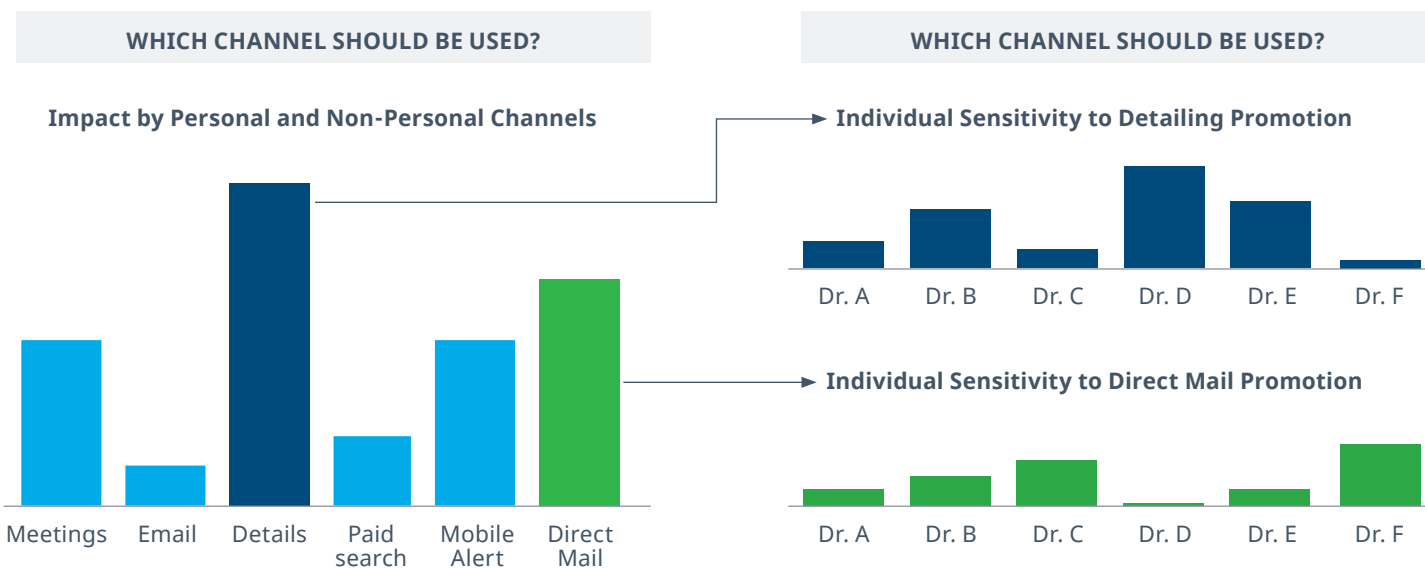 WHICH CHANNEL SHOULD BE USED?
Impact by Personal and Non-Personal Channels
Meetings
Email
Details
Paid
search
Mobile
Alert
Direct
Mail
WHICH CHANNEL SHOULD BE USED?
Individual Sensitivity to Detailing Promotion
Dr. A
Dr. B
Dr. C
Dr. D
Dr. E
Dr. F
Individual Sensitivity to Direct Mail Promotion
Dr. A
Dr. B
Dr. C
Dr. D
Dr. E
Dr. F